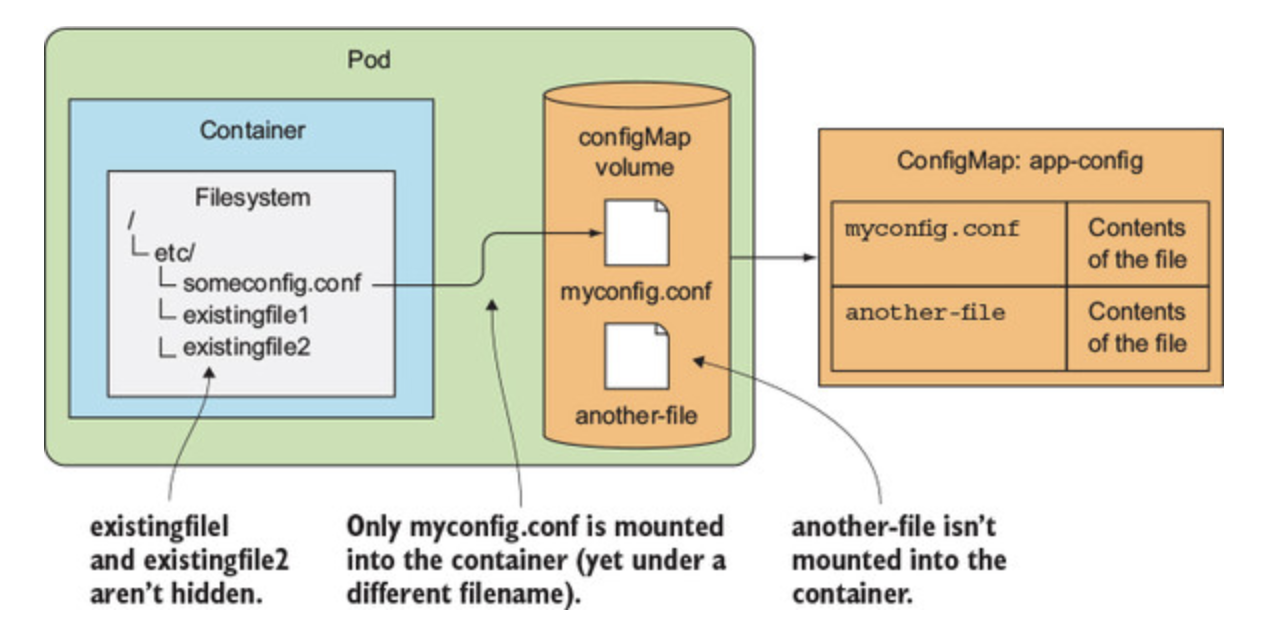 Pod
Container
Filesystem
/
etc/
someconfig.conf
existingfile1
existingfile2
configMap
volume
myconfig.conf
another-file
ConfigMap: app-config
myconfig.conf
Contents
of the file
another-file
Contents
of the file
existingfilel
and existingfile2
aren't hidden.
Only myconfig.conf is mounted
into the container (yet under a
different filename).
another-file isn't
mounted into the
container.